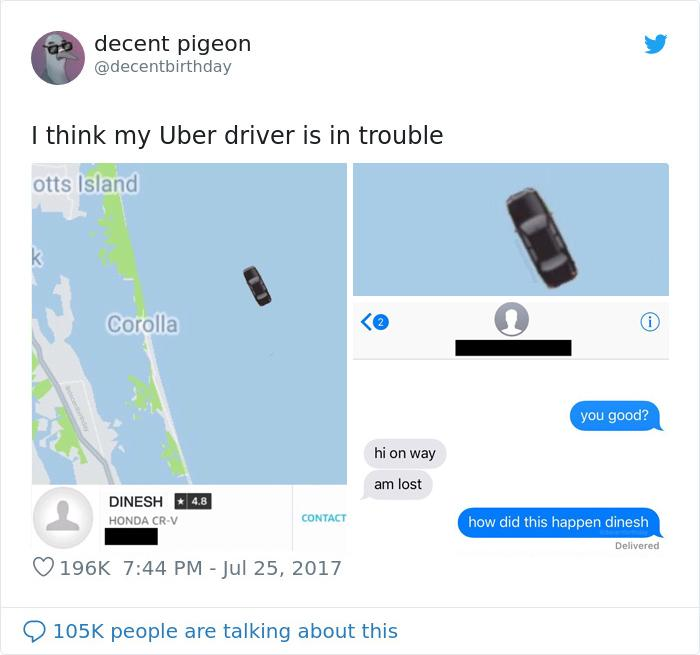 decent pigeon
@decentbirthday
I think my Uber driver is in trouble
otts Island
k
Corolla
DINESH ★ 4.8
HONDA CR-V
CONTACT
2
you good?
hi on way
am lost
how did this happen dinesh
Delivered
196K 7:44 PM - Jul 25, 2017
105K people are talking about this